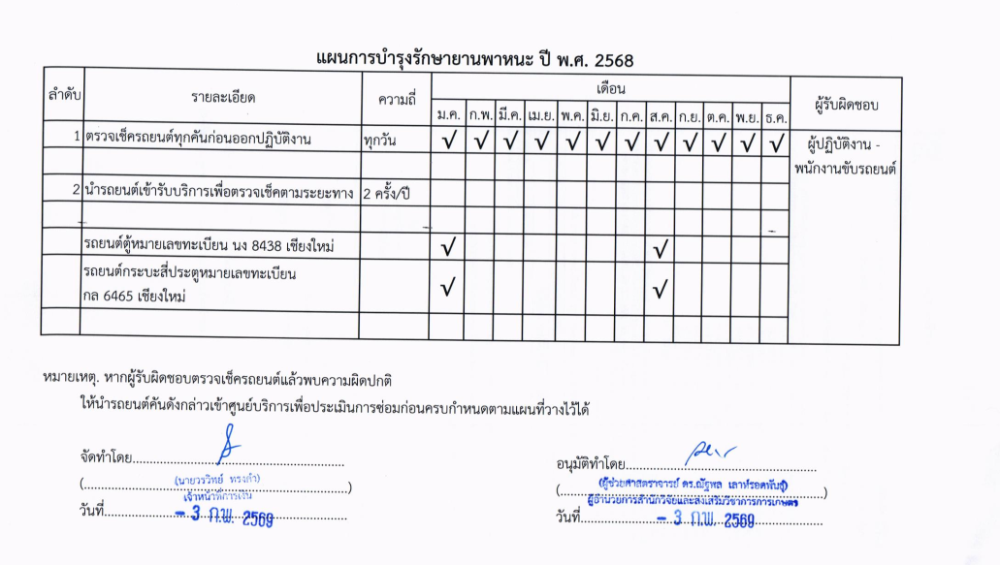 แผนการบำรุงรักษายานพาหนะ ปี พ.ศ. 2568
ลำดับ รายละเอียด ความถี่ เดือน ผู้รับผิดชอบ
ม.ค. ก.พ. มี.ค. เม.ย. พ.ค. มิ.ย. ก.ค. ส.ค. ก.ย. ต.ค. พ.ย. ธ.ค.
1 ตรวจเช็ครถยนต์ทุกคันก่อนออกปฏิบัติงาน ทุกวัน √ √ √ √ √ √ √ √ √ √ √ √ ผู้ปฏิบัติงาน -
พนักงานขับรถยนต์
2 นำรถยนต์เข้ารับบริการเพื่อตรวจเช็คตามระยะทาง 2 ครั้ง/ปี
รถยนต์ตู้หมายเลขทะเบียน นง 8438 เชียงใหม่ √ √
รถยนต์กระบะสี่ประตูหมายเลขทะเบียน
กล 6465 เชียงใหม่ √ √
หมายเหตุ. หากผู้รับผิดชอบตรวจเช็ครถยนต์แล้วพบความผิดปกติ
ให้นำรถยนต์คันดังกล่าวเข้าศูนย์บริการเพื่อประเมินการซ่อมก่อนครบกำหนดตามแผนที่วางไว้ได้
จัดทำโดย
(นายวรวิทย์ ทรงกำ)
เจ้าหน้าที่การเงิน
วันที่ - 3 ก.พ. 2569
อนุมัติทำโดย
(ผู้ช่วยศาสตราจารย์ ดร.ณัฐพล เลาห์รอดพันธุ์)
ผู้อำนวยการสำนักวิจัยและส่งเสริมวิชาการการเกษตร
วันที่ - 3 ก.พ. 2569